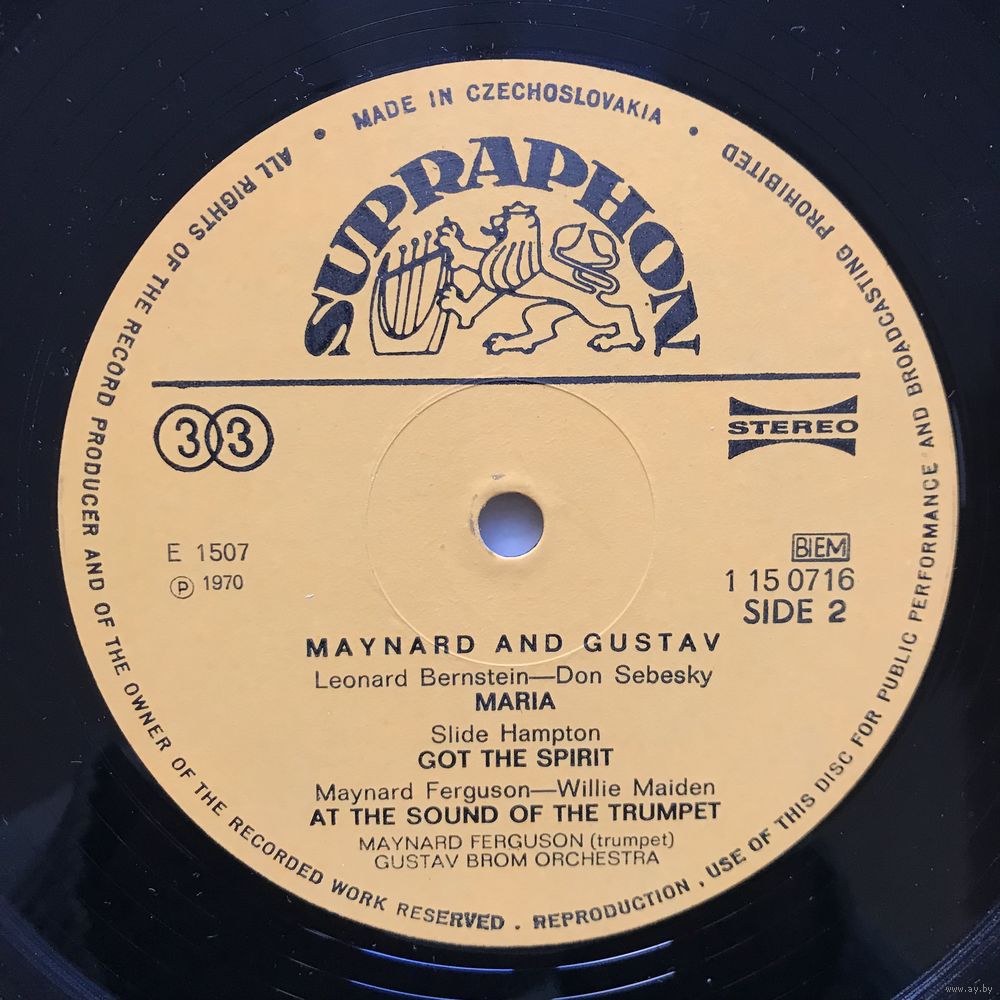 ALL RIGHTS OF THE RECORD PRODUCER AND OF THE OWNER OF THE RECORDED WORK RESERVED . REPRODUCTION , USE OF THIS DISC FOR PUBLIC PERFORMANCE AND BROADCASTING PROHIBITED
• MADE IN CZECHOSLOVAKIA •
SUPRAPHON
33
STEREO
E 1507
℗ 1970
BIEM
1 15 0716
SIDE 2
MAYNARD AND GUSTAV
Leonard Bernstein—Don Sebesky
MARIA
Slide Hampton
GOT THE SPIRIT
Maynard Ferguson—Willie Maiden
AT THE SOUND OF THE TRUMPET
MAYNARD FERGUSON (trumpet)
GUSTAV BROM ORCHESTRA
www.ay.by